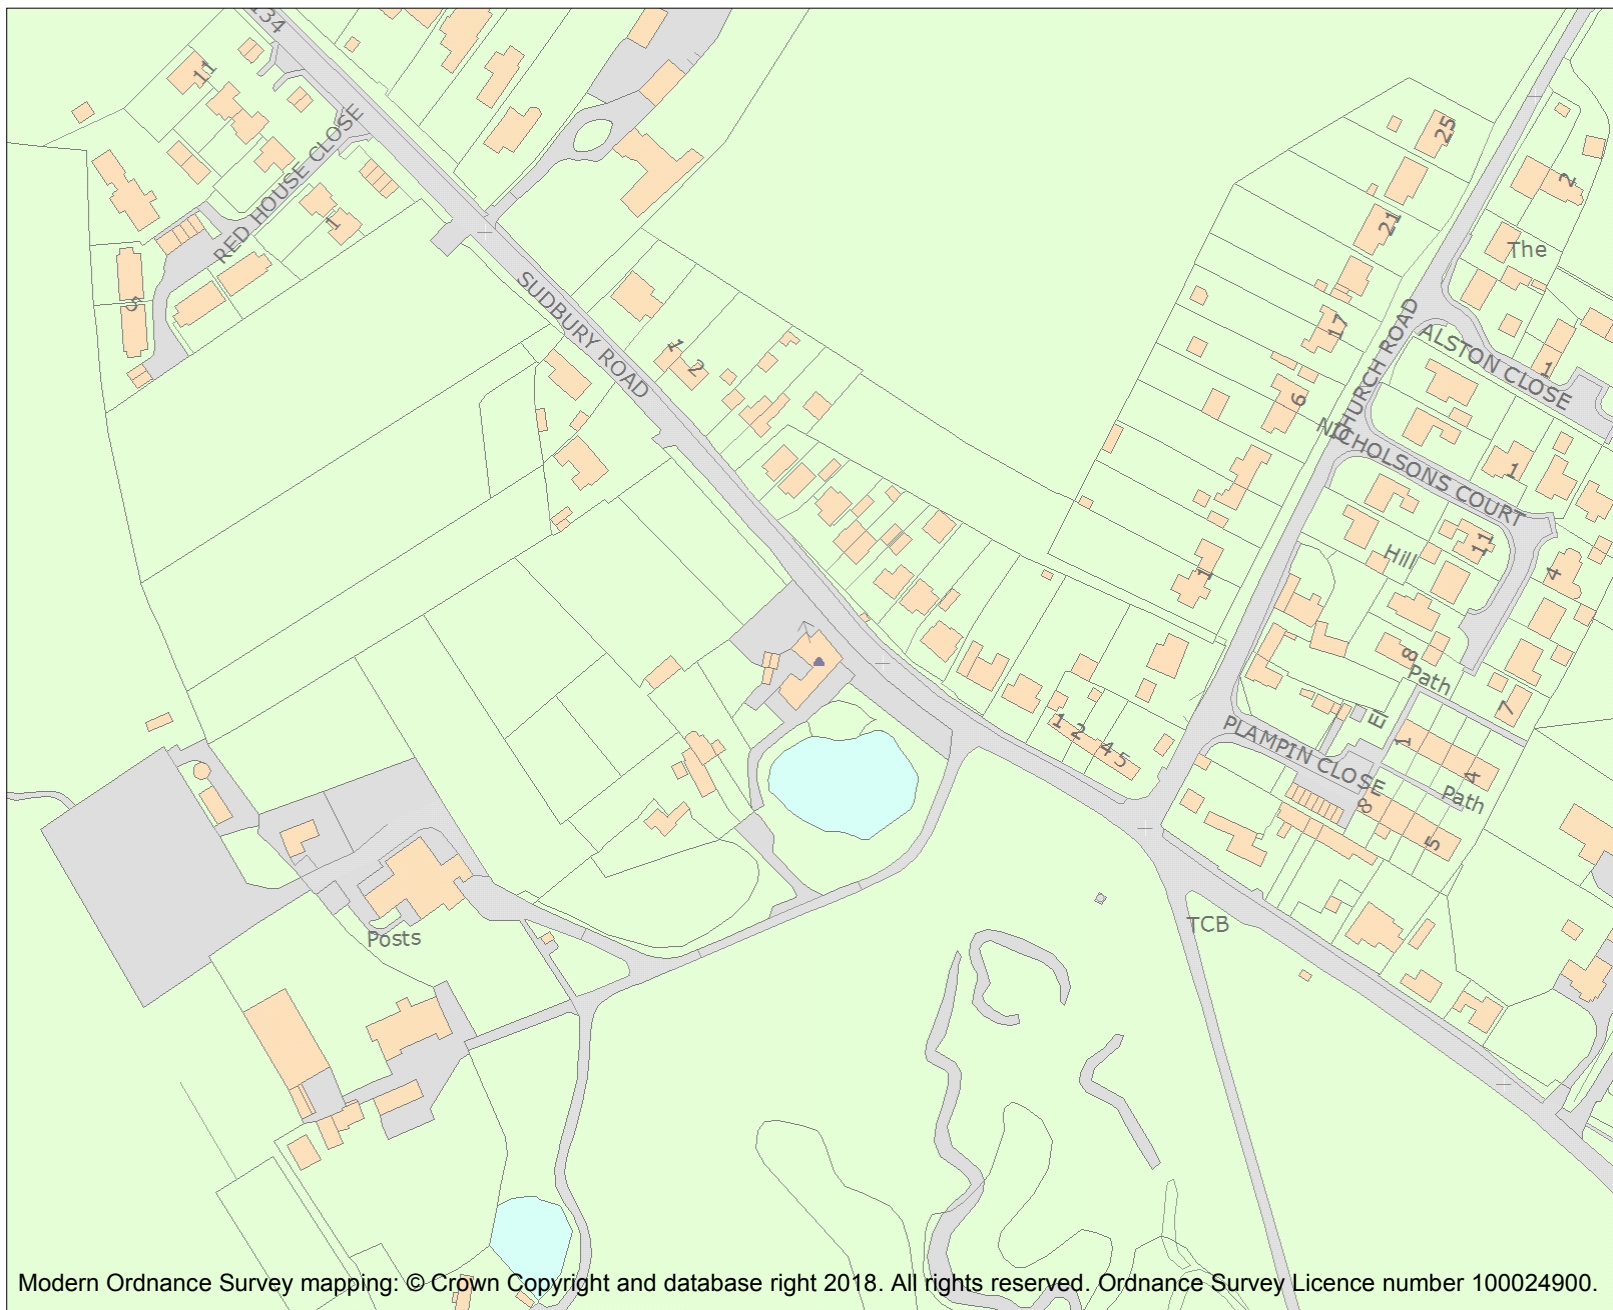 134
11
RED HOUSE CLOSE
1
5
SUDBURY ROAD
1
2
25
21
17
6
1
CHURCH ROAD
2
The
ALSTON CLOSE
1
NICHOLSONS COURT
1
11
4
Hill
8
Path
7
El
PLAMPIN CLOSE
1
4
Path
8
5
1 2 4 5
TCB
Posts
Modern Ordnance Survey mapping: © Crown Copyright and database right 2018. All rights reserved. Ordnance Survey Licence number 100024900.